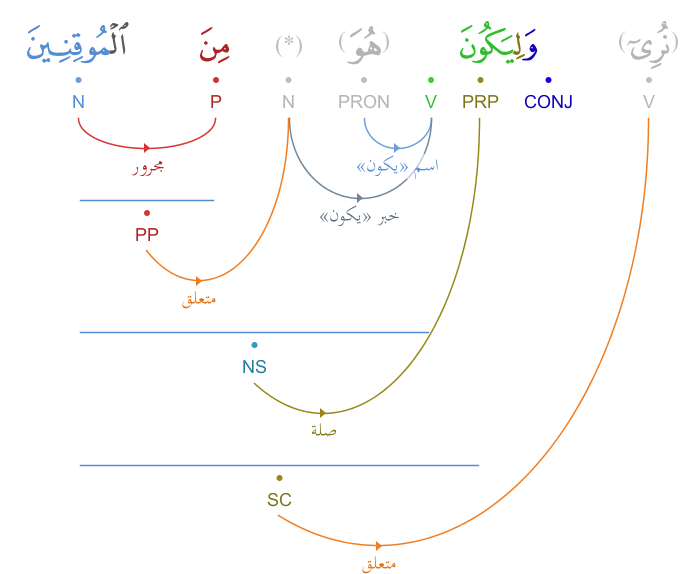 (نُرِىٓ) وَلِيَكُونَ (هُوَ) (*) مِنَ ٱلْمُوقِنِينَ
V CONJ PRP V PRON N P N
مجرور
اسم «يكون»
خبر «يكون»
PP
متعلق
NS
صلة
SC
متعلق